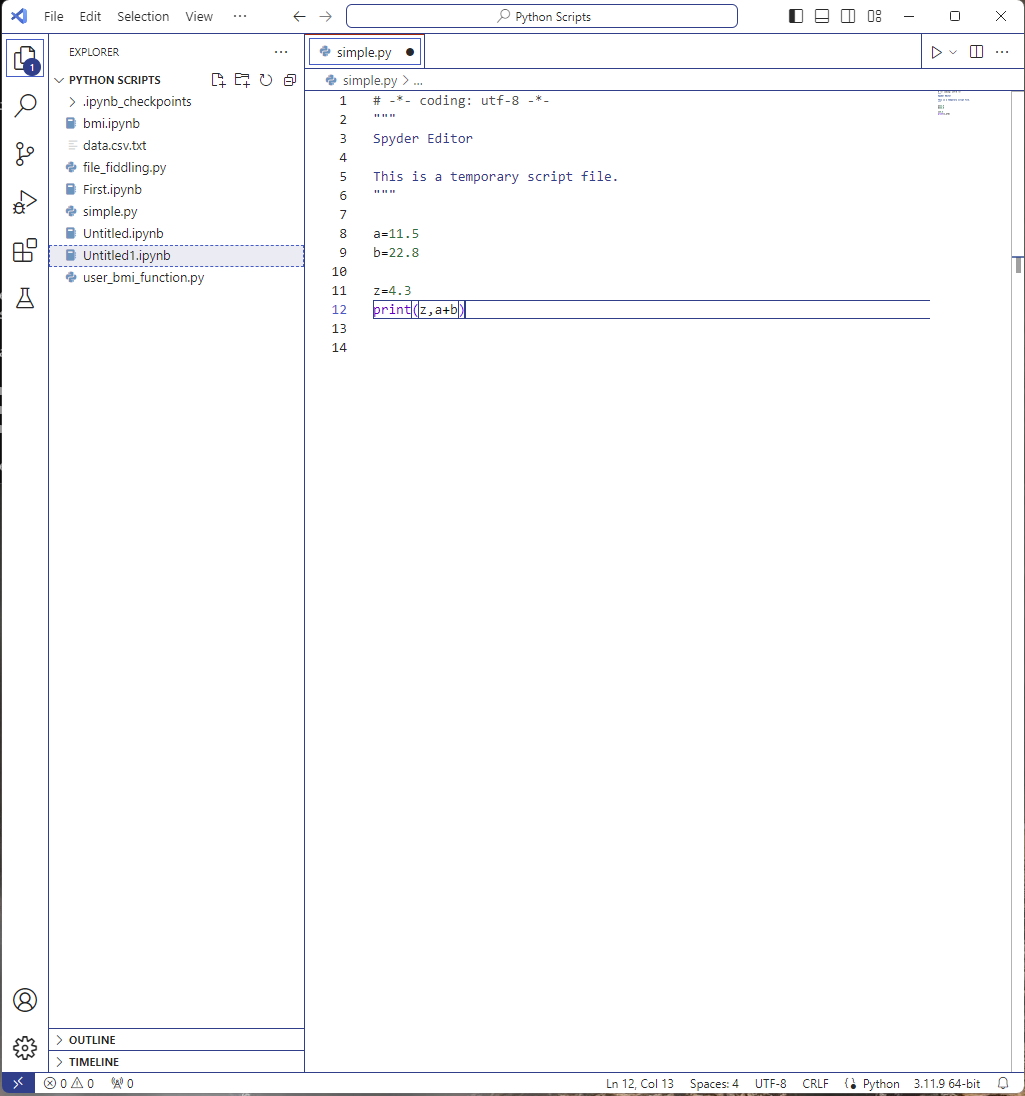 File Edit Selection View ···
Python Scripts
EXPLORER ···
PYTHON SCRIPTS
.ipynb_checkpoints
bmi.ipynb
data.csv.txt
file_fiddling.py
First.ipynb
simple.py
Untitled.ipynb
Untitled1.ipynb
user_bmi_function.py
OUTLINE
TIMELINE
1
simple.py
simple.py > ...
1 # -*- coding: utf-8 -*-
2 """
3 Spyder Editor
4
5 This is a temporary script file.
6 """
7
8 a=11.5
9 b=22.8
10
11 z=4.3
12 print(z,a+b)
13
14
0 0 0 Ln 12, Col 13 Spaces: 4 UTF-8 CRLF Python 3.11.9 64-bit